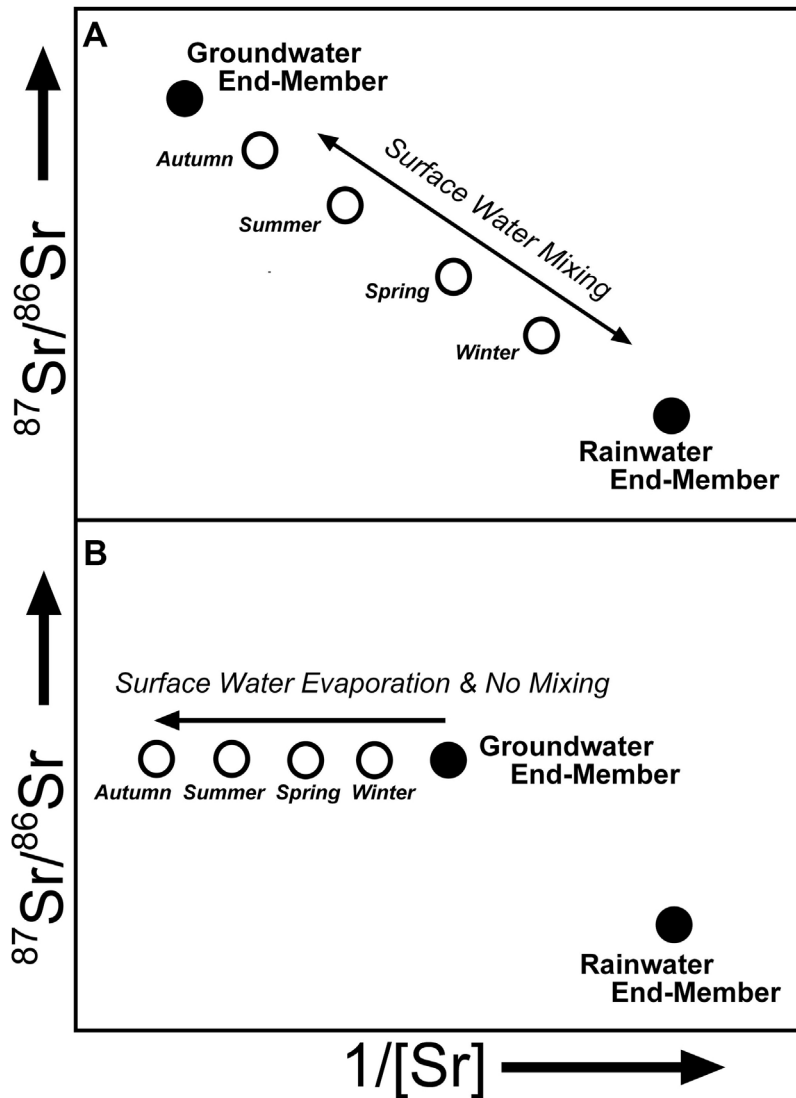 A
Groundwater
End-Member
Autumn
Summer
Spring
Winter
Surface Water Mixing
Rainwater
End-Member
⁸⁷Sr/⁸⁶Sr
B
Surface Water Evaporation & No Mixing
Groundwater
End-Member
Autumn Summer Spring Winter
Rainwater
End-Member
⁸⁷Sr/⁸⁶Sr
1/[Sr]